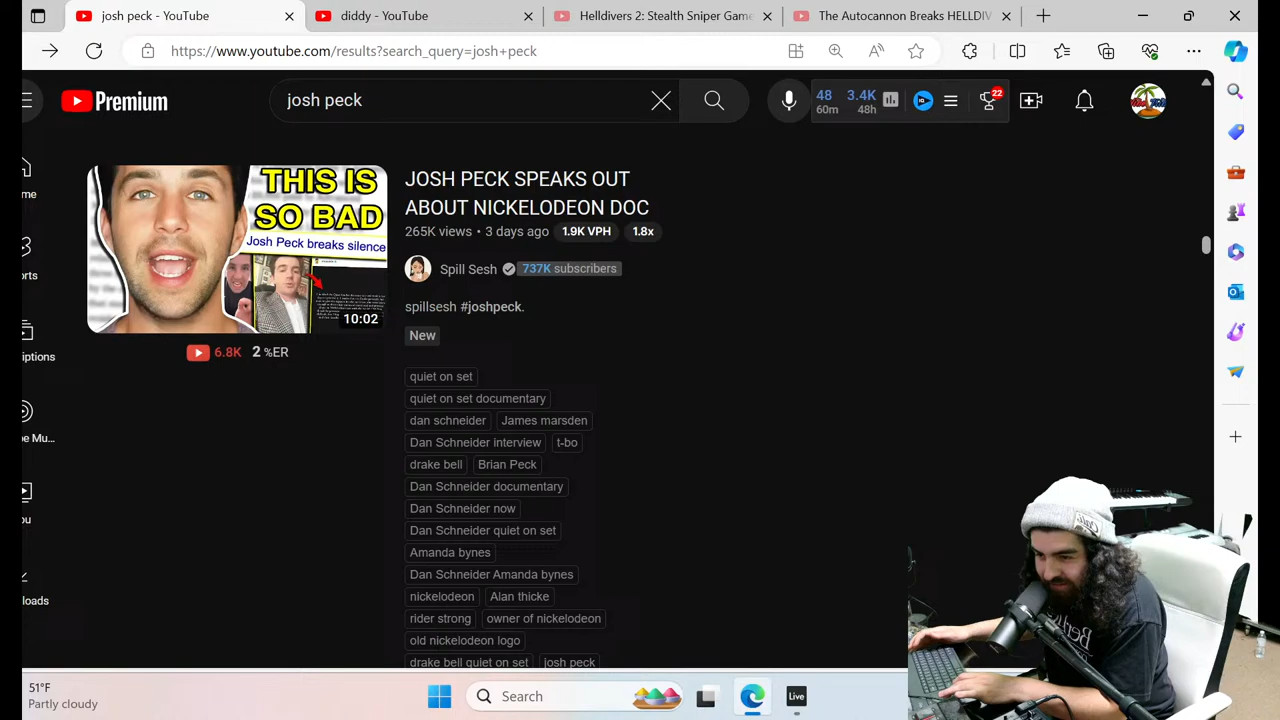 josh peck - YouTube
diddy - YouTube
Helldivers 2: Stealth Sniper Game
The Autocannon Breaks HELLDIV
https://www.youtube.com/results?search_query=josh+peck
Premium
josh peck
48
60m
3.4K
48h
22
THIS IS
SO BAD
Josh Peck breaks silence
10:02
6.8K 2 %ER
JOSH PECK SPEAKS OUT
ABOUT NICKELODEON DOC
265K views • 3 days ago 1.9K VPH 1.8x
Spill Sesh 737K subscribers
spillsesh #joshpeck.
New
quiet on set
quiet on set documentary
dan schneider James marsden
Dan Schneider interview t-bo
drake bell Brian Peck
Dan Schneider documentary
Dan Schneider now
Dan Schneider quiet on set
Amanda bynes
Dan Schneider Amanda bynes
nickelodeon Alan thicke
rider strong owner of nickelodeon
old nickelodeon logo
drake bell quiet on set josh peck
me
orts
iptions
be Mu...
ou
loads
51°F
Partly cloudy
Search
Live